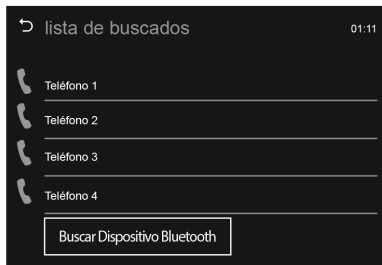 lista de buscados 01:11
Teléfono 1
Teléfono 2
Teléfono 3
Teléfono 4
Buscar Dispositivo Bluetooth